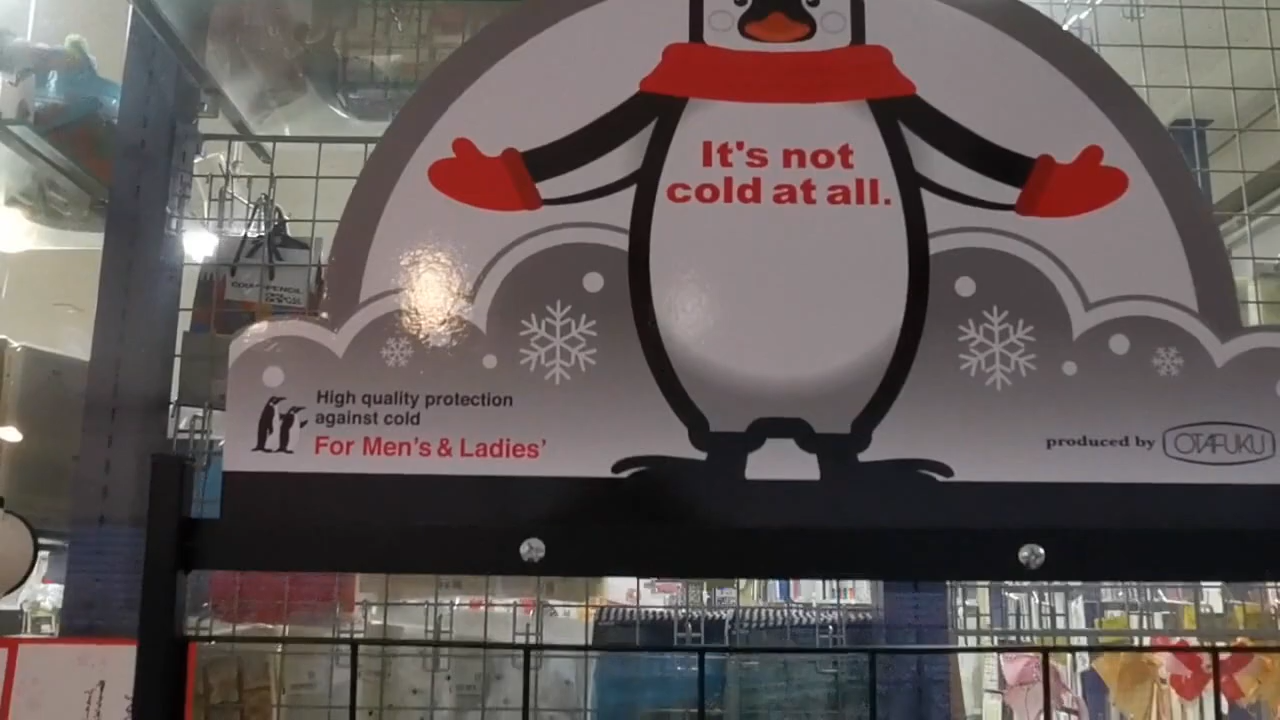 It's not
cold at all.
High quality protection
against cold
For Men's & Ladies'
produced by OTAFUKU